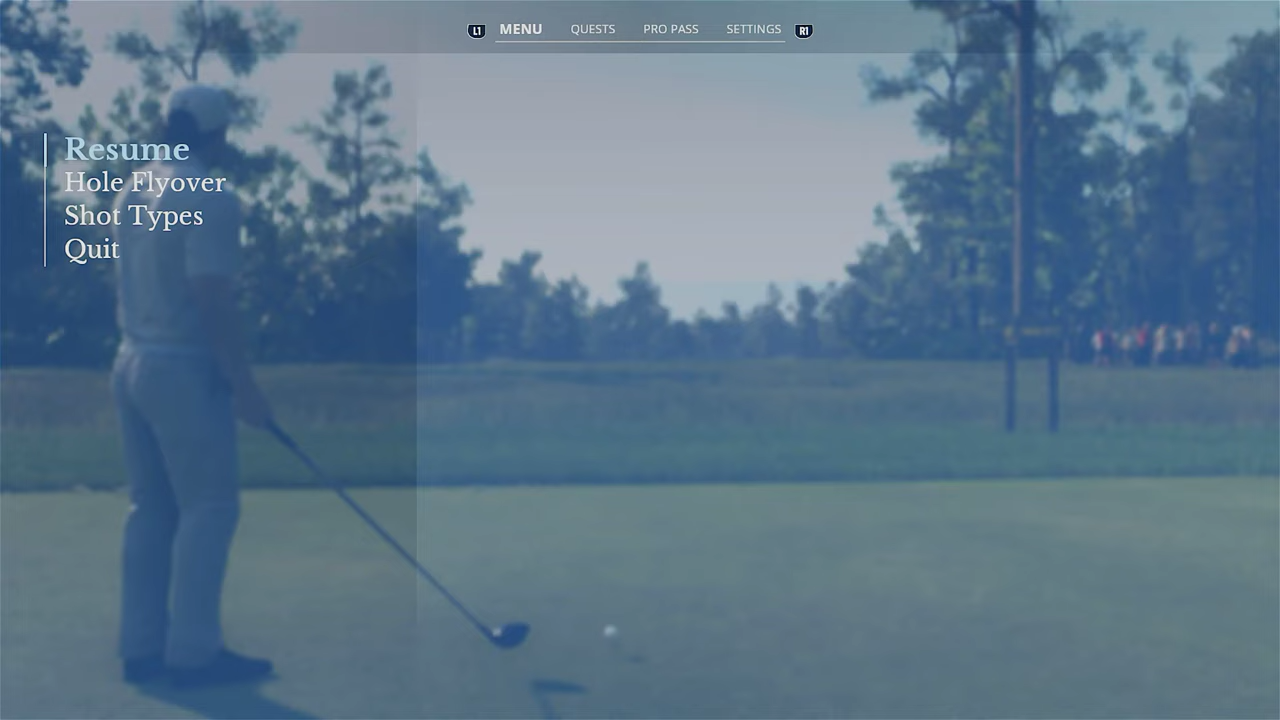 L1 MENU QUESTS PRO PASS SETTINGS R1
Resume
Hole Flyover
Shot Types
Quit